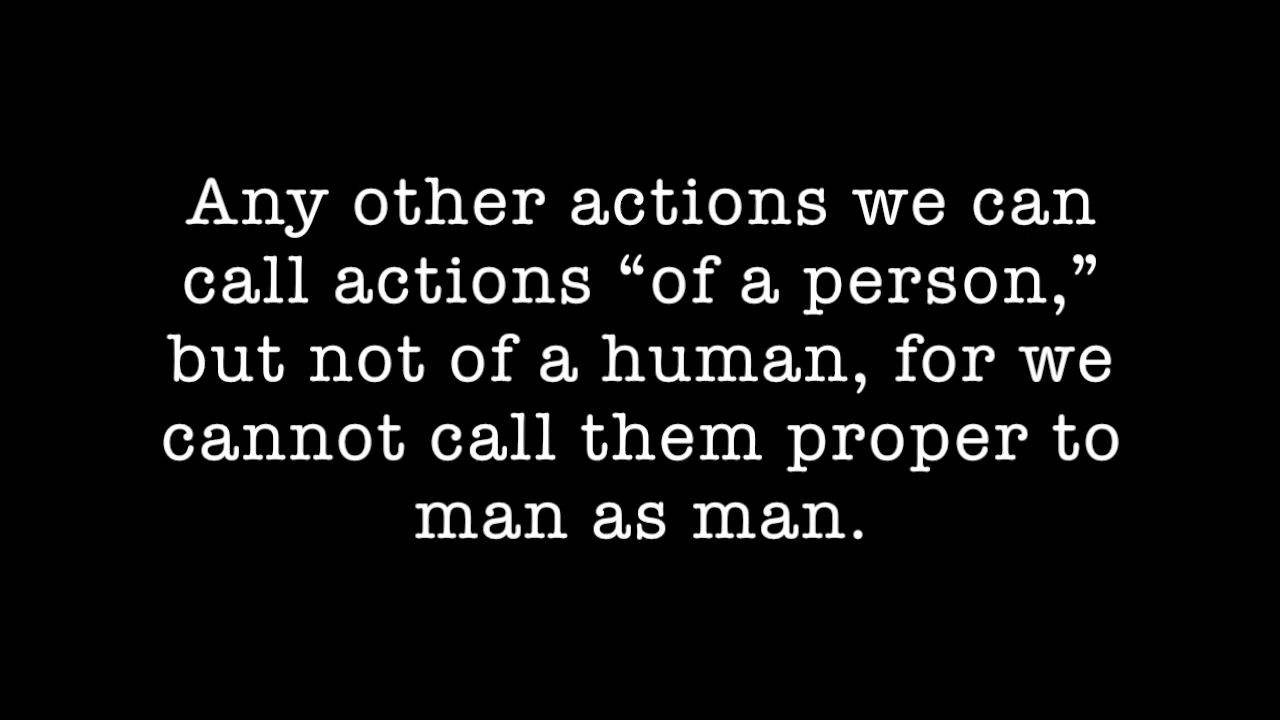 Any other actions we can
call actions “of a person,”
but not of a human, for we
cannot call them proper to
man as man.